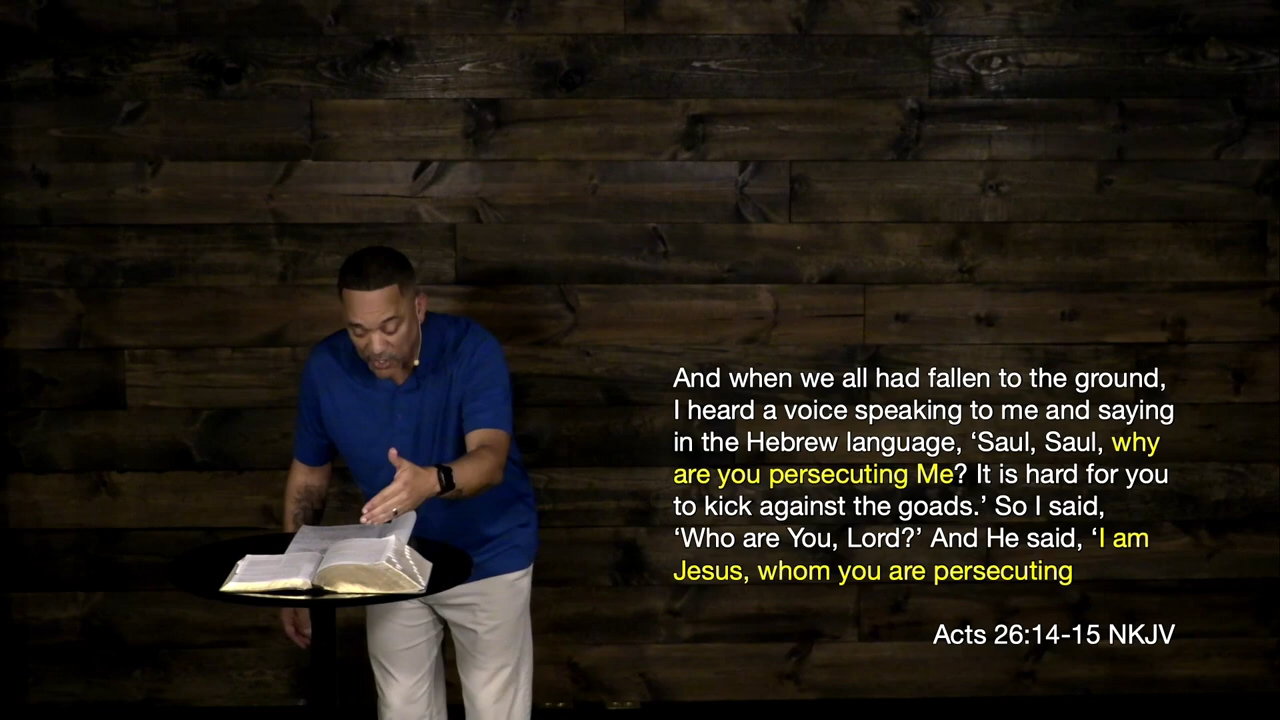 And when we all had fallen to the ground,
I heard a voice speaking to me and saying
in the Hebrew language, ‘Saul, Saul, why
are you persecuting Me? It is hard for you
to kick against the goads.’ So I said,
‘Who are You, Lord?’ And He said, ‘I am
Jesus, whom you are persecuting
Acts 26:14-15 NKJV